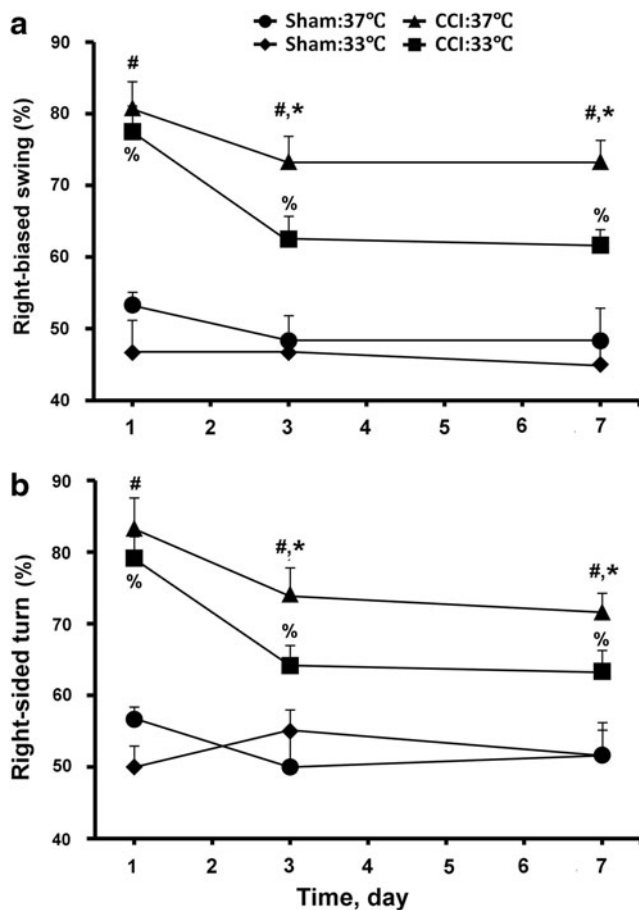 a
Sham:37°C CCI:37°C
Sham:33°C CCI:33°C
Right-biased swing (%)
90
80
70
60
50
40
# #,* #,*
% % %
1 2 3 4 5 6 7
b
Right-sided turn (%)
90
80
70
60
50
40
# #,* #,*
% % %
1 2 3 4 5 6 7
Time, day